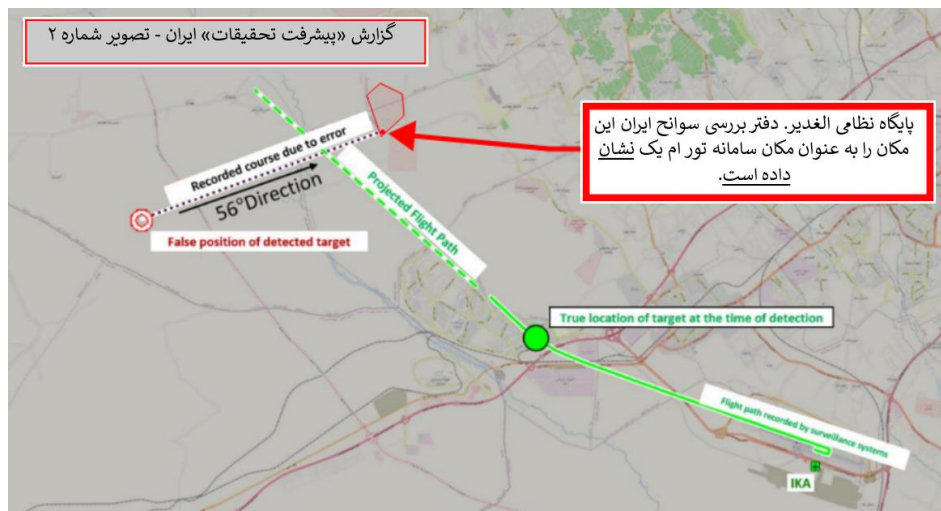 گزارش «پیشرفت تحقیقات» ایران - تصویر شماره ۲
پایگاه نظامی الغدیر. دفتر بررسی سوانح ایران این
مکان را به عنوان مکان سامانه تور ام یک نشان
داده است.
Recorded course due to error
56°Direction
False position of detected target
Projected Flight Path
True location of target at the time of detection
Flight path recorded by surveillance systems
IKA